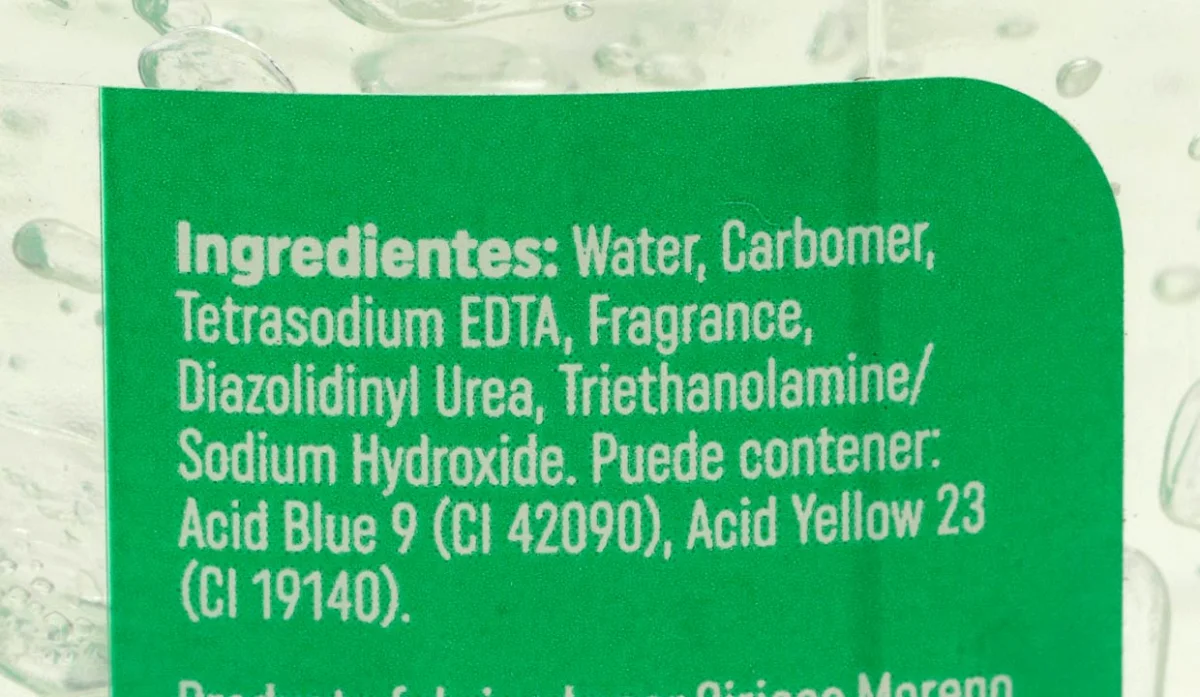 Ingredientes: Water, Carbomer,
Tetrasodium EDTA, Fragrance,
Diazolidinyl Urea, Triethanolamine/
Sodium Hydroxide. Puede contener:
Acid Blue 9 (CI 42090), Acid Yellow 23
(CI 19140).
Moreno